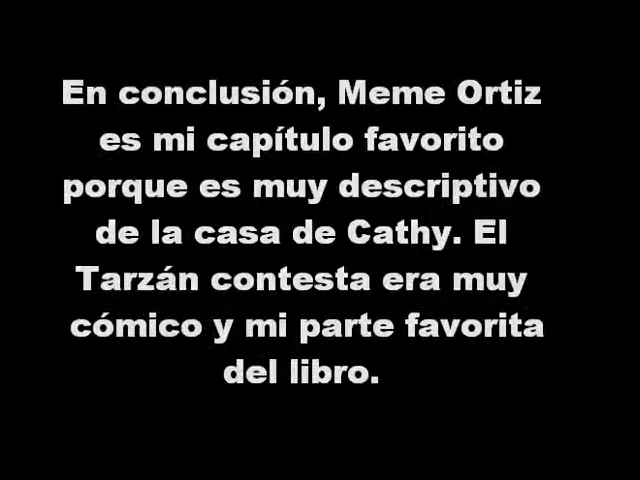 En conclusión, Meme Ortiz
es mi capítulo favorito
porque es muy descriptivo
de la casa de Cathy. El
Tarzán contesta era muy
cómico y mi parte favorita
del libro.